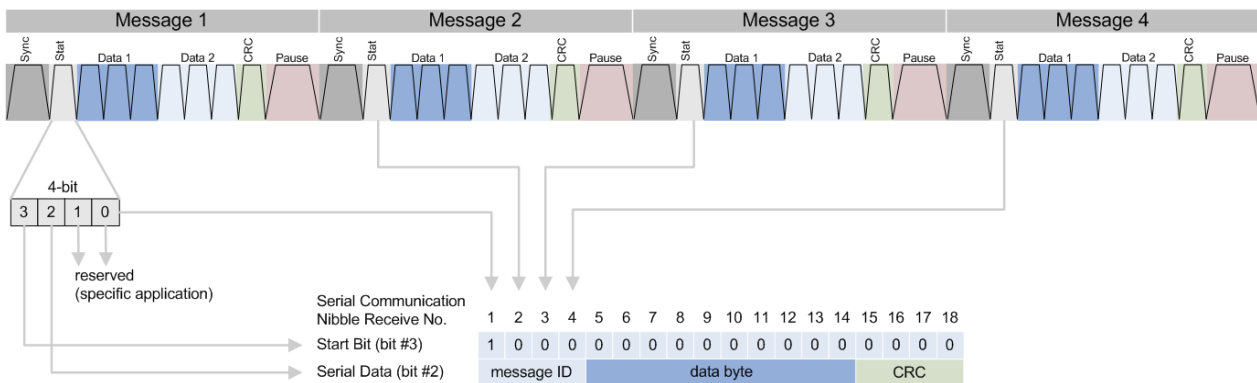 Message 1 Message 2 Message 3 Message 4
Sync Stat Data 1 Data 2 CRC Pause Sync Stat Data 1 Data 2 CRC Pause Sync Stat Data 1 Data 2 CRC Pause Sync Stat Data 1 Data 2 CRC Pause
4-bit
3 2 1 0
reserved
(specific application)
Serial Communication
Nibble Receive No. 1 2 3 4 5 6 7 8 9 10 11 12 13 14 15 16 17 18
Start Bit (bit #3) 1 0 0 0 0 0 0 0 0 0 0 0 0 0 0 0 0 0
Serial Data (bit #2) message ID data byte CRC